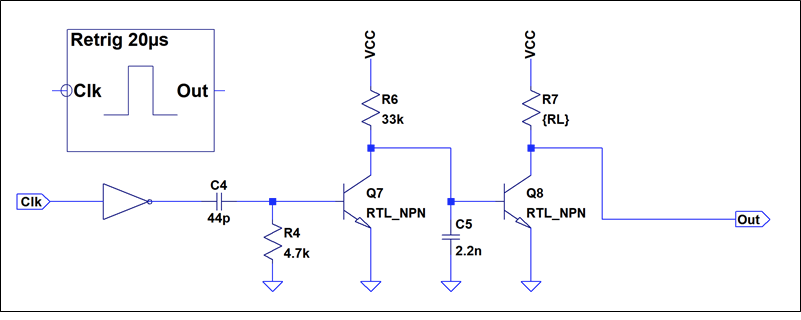 Retrig 20µs
Clk
Out
VCC
VCC
R6
33k
R7
{RL}
Clk
C4
44p
R4
4.7k
Q7
RTL_NPN
C5
2.2n
Q8
RTL_NPN
Out